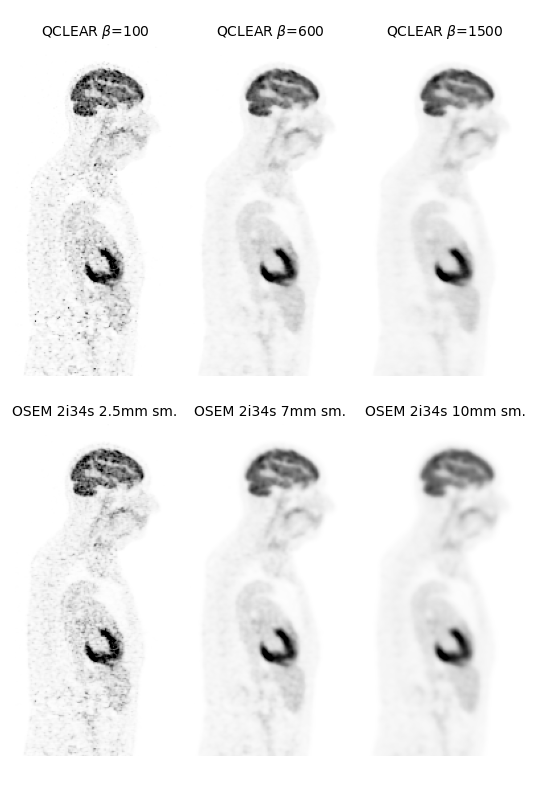 QCLEAR β=100
QCLEAR β=600
QCLEAR β=1500
OSEM 2i34s 2.5mm sm.
OSEM 2i34s 7mm sm.
OSEM 2i34s 10mm sm.